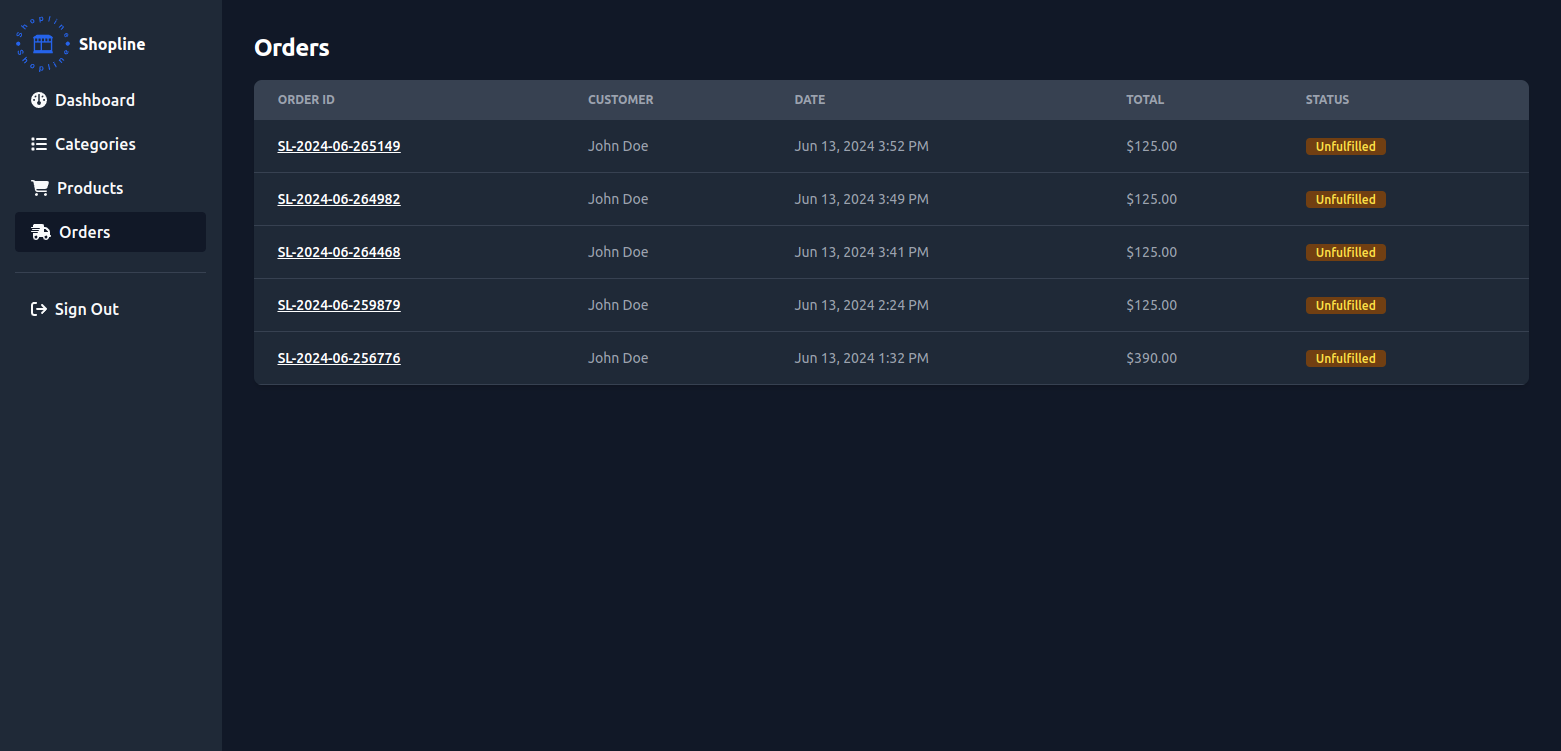 Shopline Shopline
Shopline
Dashboard
Categories
Products
Orders
Sign Out
Orders
ORDER ID CUSTOMER DATE TOTAL STATUS
SL-2024-06-265149 John Doe Jun 13, 2024 3:52 PM $125.00 Unfulfilled
SL-2024-06-264982 John Doe Jun 13, 2024 3:49 PM $125.00 Unfulfilled
SL-2024-06-264468 John Doe Jun 13, 2024 3:41 PM $125.00 Unfulfilled
SL-2024-06-259879 John Doe Jun 13, 2024 2:24 PM $125.00 Unfulfilled
SL-2024-06-256776 John Doe Jun 13, 2024 1:32 PM $390.00 Unfulfilled